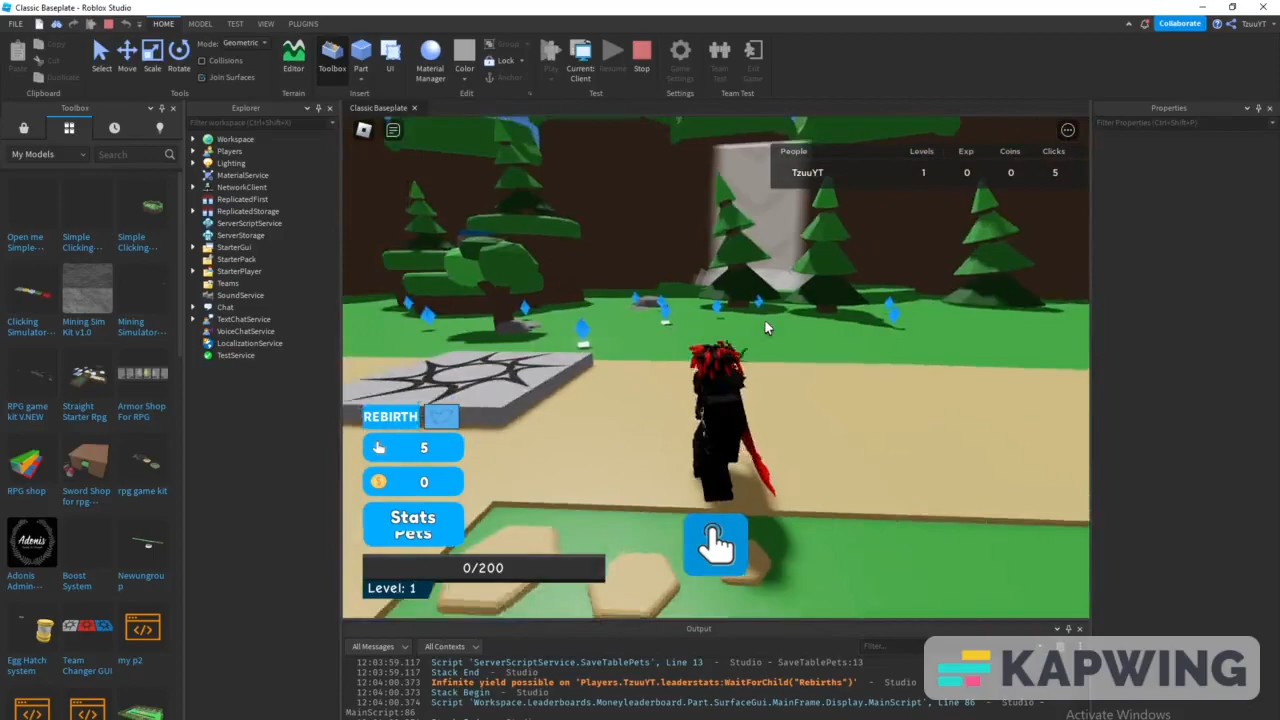 Classic Baseplate - Roblox Studio
FILE
HOME MODEL TEST VIEW PLUGINS
Collaborate TzuuYT
Paste Copy Cut Duplicate
Clipboard
Select Move Scale Rotate
Mode: Geometric
Collisions
Join Surfaces
Tools
Editor
Terrain
Toolbox Part UI
Insert
Material Manager
Color
Group
Lock
Anchor
Edit
Play Current: Client Resume Stop
Test
Game Settings
Settings
Team Test Exit Game
Team Test
Toolbox
Explorer
ClassicBaseplate
Properties
Filter workspace (Ctrl+Shift+X)
Filter Properties (Ctrl+Shift+P)
My Models
Search
Open me Simple-...
Simple Clicking...
Simple Clicking-...
Clicking Simulator...
Mining Sim Kit v1.0
Mining Simulator...
RPG game kit V.NEW
Straight Starter Rpg
Armor Shop For RPG
RPG shop
Sword Shop for rpg-...
rpg game kit
Adonis
Adonis Admin-...
Boost System
Newungrou p
Egg Hatch system
Team Changer GUI
my p2
Workspace
Players
Lighting
MaterialService
NetworkClient
ReplicatedFirst
ReplicatedStorage
ServerScriptService
ServerStorage
StarterGui
StarterPack
StarterPlayer
Teams
SoundService
Chat
TextChatService
VoiceChatService
LocalizationService
TestService
People Levels Exp Coins Clicks
TzuuYT 1 0 0 5
REBIRTH
5
0
Stats
Pets
0/200
Level: 1
Output
All Messages All Contexts Filter...
12:03:59.117 Script 'ServerScriptService.SaveTablePets', Line 13 - Studio - SaveTablePets:13
12:03:59.117 Stack End - Studio
12:04:00.373 Infinite yield possible on 'Players.TzuuYT.leaderstats:WaitForChild("Rebirths")' - Studio
12:04:00.374 Stack Begin - Studio
12:04:00.374 Script 'Workspace.Leaderboards.Moneyleaderboard.Part.SurfaceGui.MainFrame.Display.MainScript', Line 86 - Studio -
MainScript:86
KAPWING
Activate Windows